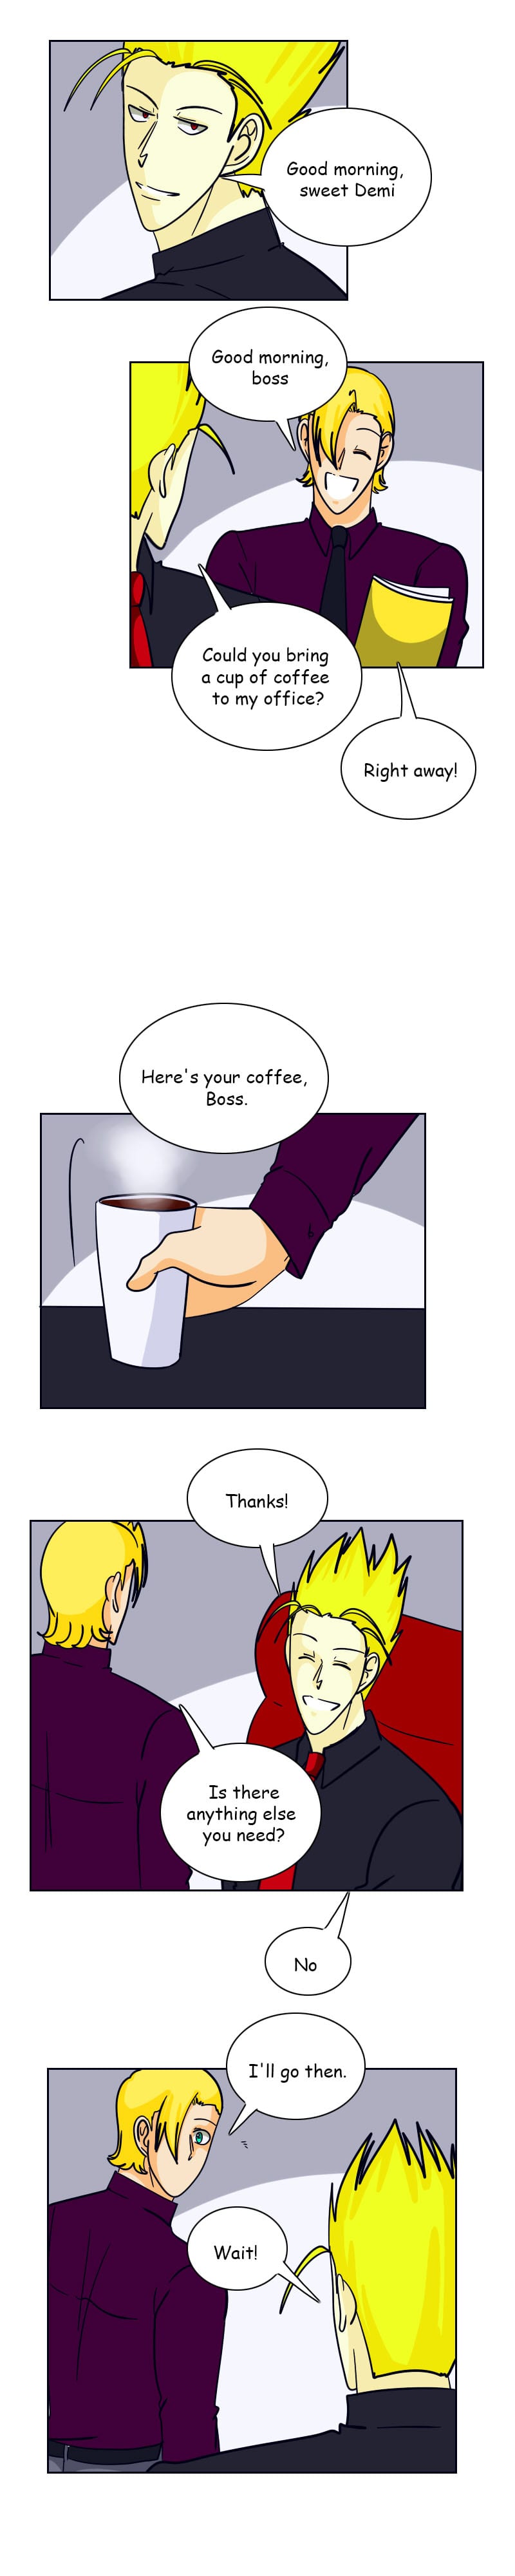 Good morning,
sweet Demi
Good morning,
boss
Could you bring
a cup of coffee
to my office?
Right away!
Here's your coffee,
Boss.
Thanks!
Is there
anything else
you need?
No
I'll go then.
Wait!